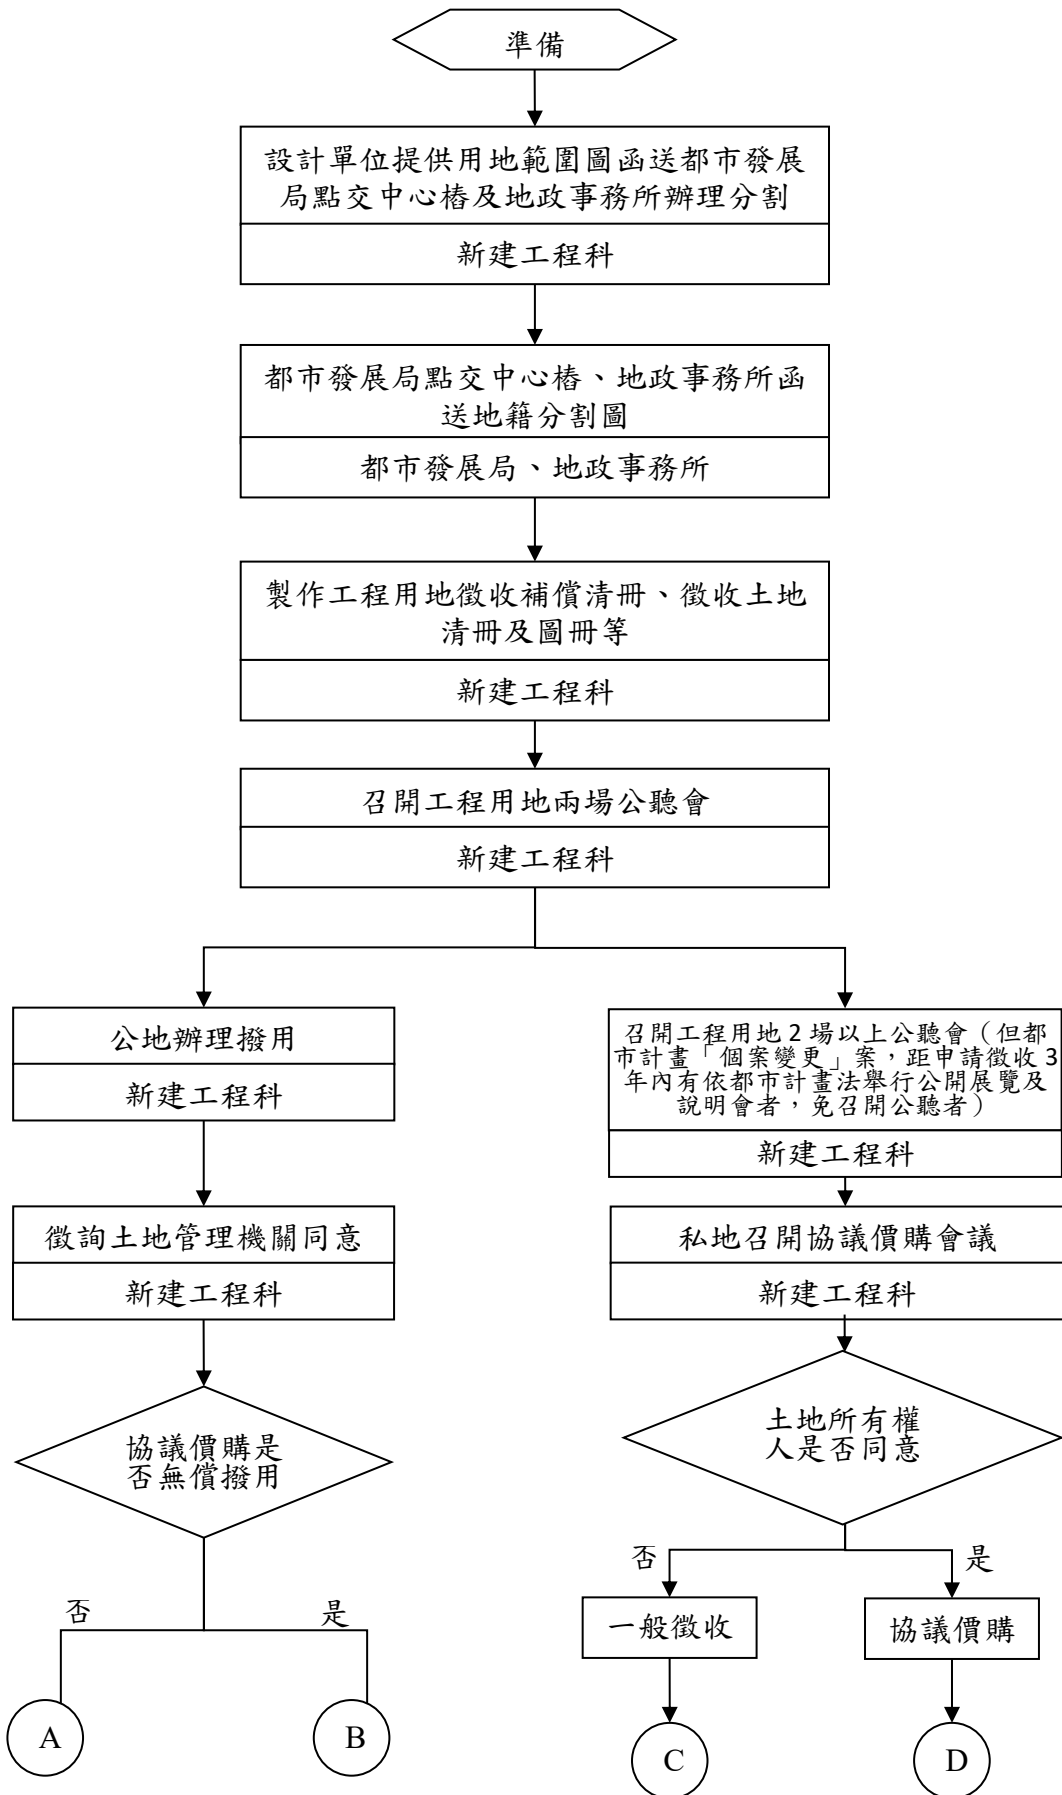 準備
設計單位提供用地範圍圖函送都市發展
局點交中心樁及地政事務所辦理分割
新建工程科
都市發展局點交中心樁、地政事務所函
送地籍分割圖
都市發展局、地政事務所
製作工程用地徵收補償清冊、徵收土地
清冊及圖冊等
新建工程科
召開工程用地兩場公聽會
新建工程科
公地辦理撥用
新建工程科
徵詢土地管理機關同意
新建工程科
協議價購是
否無償撥用
否
是
A
B
召開工程用地 2 場以上公聽會（但都
市計畫「個案變更」案，距申請徵收 3
年內有依都市計畫法舉行公開展覽及
說明會者，免召開公聽者）
新建工程科
私地召開協議價購會議
新建工程科
土地所有權
人是否同意
否
是
一般徵收
協議價購
C
D